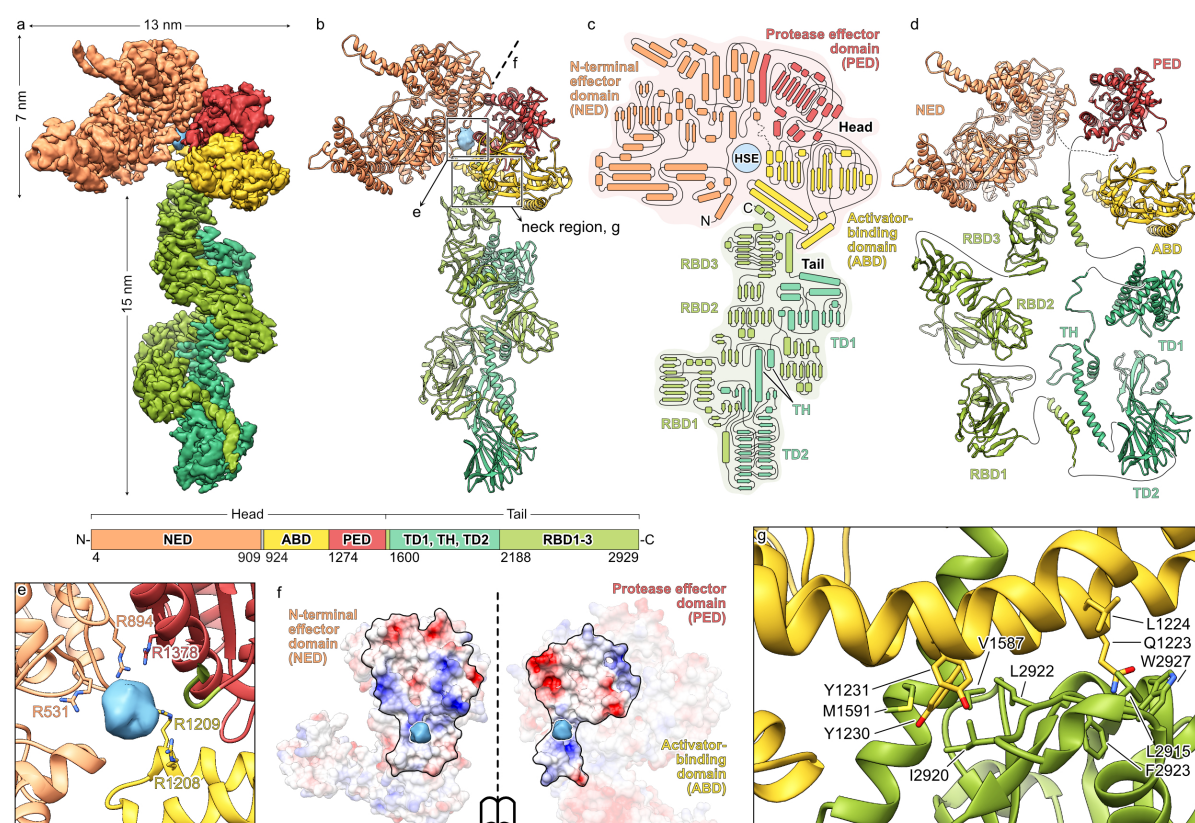 a
13 nm
7 nm
15 nm
b
f
e
neck region, g
c
Protease effector
domain
(PED)
N-terminal
effector
domain
(NED)
Head
HSE
N
C
Activator-
binding
domain
(ABD)
Tail
RBD3
RBD2
TD1
TH
RBD1
TD2
d
PED
NED
ABD
RBD3
RBD2
TH
TD1
RBD1
TD2
Head
Tail
N-
NED
ABD
PED
TD1, TH, TD2
RBD1-3
-C
4
909
924
1274
1600
2188
2929
e
R894
R1378
R531
R1209
R1208
f
N-terminal
effector
domain
(NED)
Protease effector
domain
(PED)
Activator-
binding
domain
(ABD)
g
L1224
V1587
Q1223
L2922
W2927
Y1231
M1591
Y1230
L2915
I2920
F2923